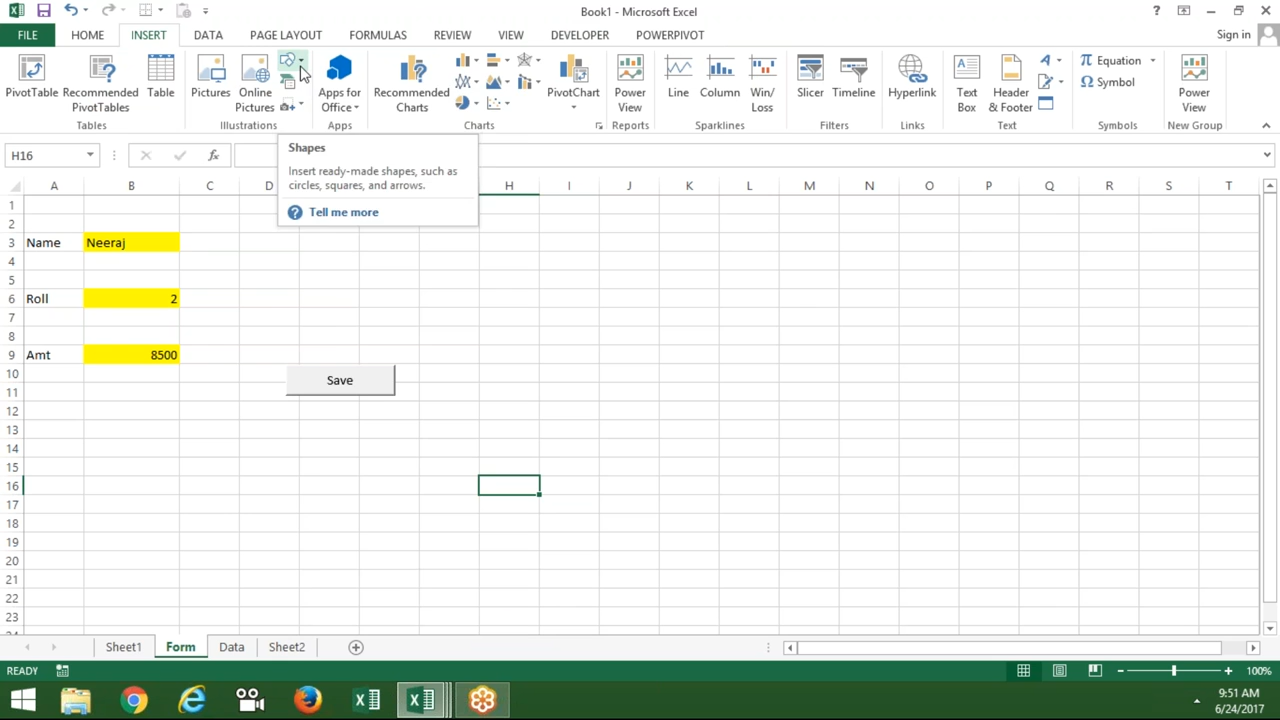 Book1 - Microsoft Excel
? 
Sign in
FILE HOME INSERT DATA PAGE LAYOUT FORMULAS REVIEW VIEW DEVELOPER POWERPIVOT
PivotTable
Recommended
PivotTables
Table
Pictures
Online
Pictures
Apps for
Office
Recommended
Charts
PivotChart
Power
View
Line
Column
Win/
Loss
Slicer
Timeline
Hyperlink
Text
Box
Header
& Footer
Equation
Symbol
Power
View
Tables Illustrations Apps Charts Reports Sparklines Filters Links Text Symbols New Group
H16
fx
Shapes
Insert ready-made shapes, such as
circles, squares, and arrows.
? Tell me more
A B C D H I J K L M N O P Q R S T
1
2
3 Name Neeraj
4
5
6 Roll 2
7
8
9 Amt 8500
10
Save
11
12
13
14
15
16
17
18
19
20
21
22
23
Sheet1 Form Data Sheet2
READY
100%
9:51 AM
6/24/2017